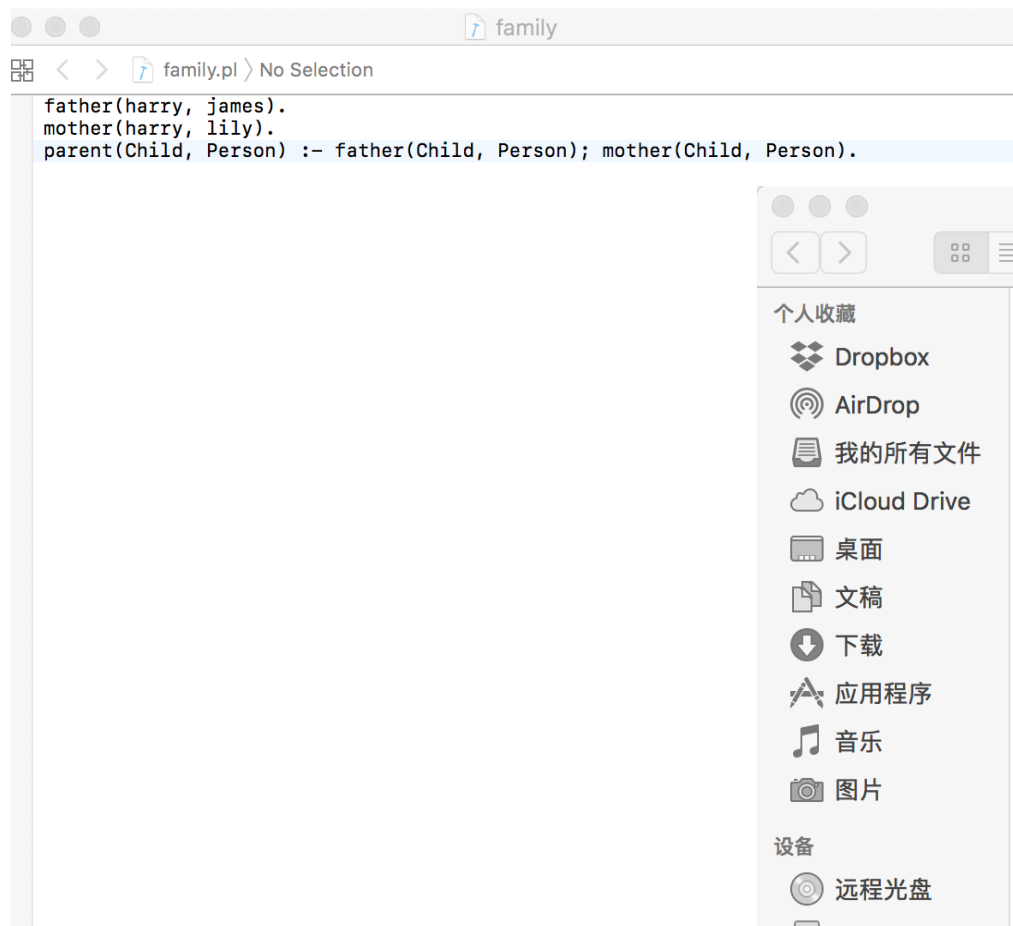 family
family.pl 〉No Selection
father(harry, james).
mother(harry, lily).
parent(Child, Person) :- father(Child, Person); mother(Child, Person).
个人收藏
Dropbox
AirDrop
我的所有文件
iCloud Drive
桌面
文稿
下载
应用程序
音乐
图片
设备
远程光盘